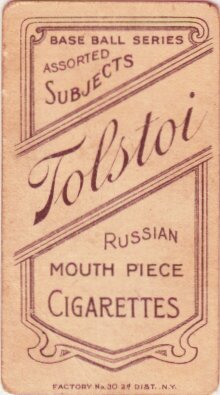 BASE BALL SERIES
ASSORTED
SUBJECTS
Tolstoi
RUSSIAN
MOUTH PIECE
CIGARETTES
FACTORY No. 30 2d DIST. N.Y.